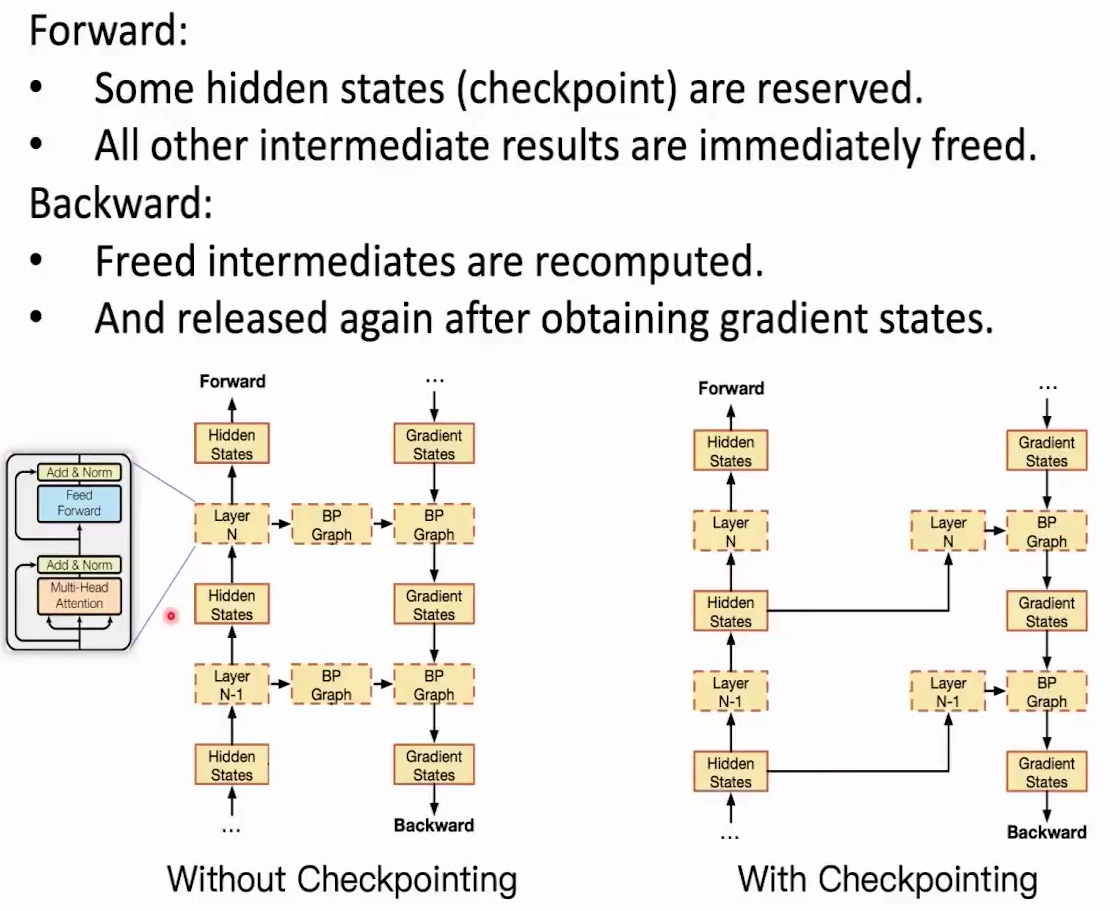 Forward:
• Some hidden states (checkpoint) are reserved.
• All other intermediate results are immediately freed.
Backward:
• Freed intermediates are recomputed.
• And released again after obtaining gradient states.
Forward
...
Hidden
States
Gradient
States
Add & Norm
Feed
Forward
Add & Norm
Multi-Head
Attention
Layer
N
BP
Graph
BP
Graph
Hidden
States
Gradient
States
Layer
N-1
BP
Graph
BP
Graph
Hidden
States
Gradient
States
...
Backward
Without Checkpointing
Forward
...
Hidden
States
Gradient
States
Layer
N
Layer
N
BP
Graph
Hidden
States
Gradient
States
Layer
N-1
Layer
N-1
BP
Graph
Hidden
States
Gradient
States
...
Backward
With Checkpointing